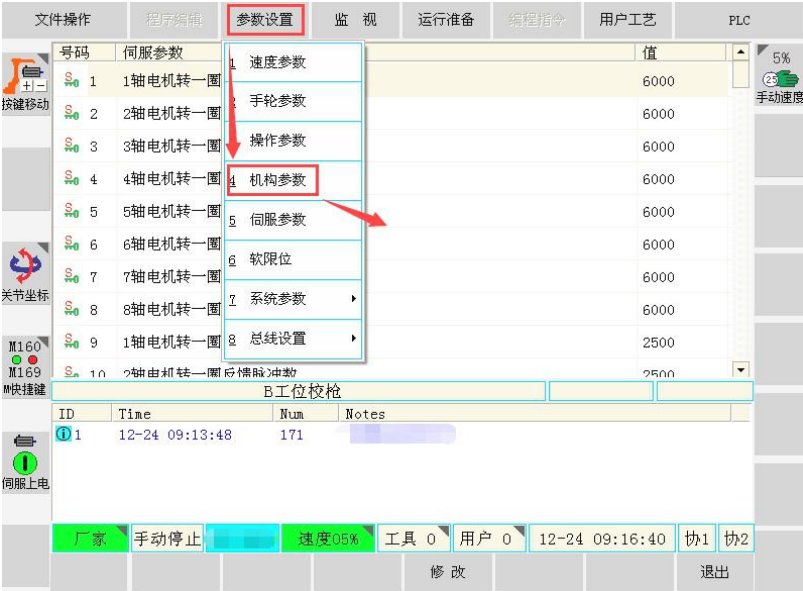 文件操作 程序编辑 参数设置 监 视 运行准备 编程指令 用户工艺 PLC
号码 伺服参数 值
5%
按键移动
手动速度
1 1轴电机转一圈 6000
2 2轴电机转一圈 6000
3 3轴电机转一圈 6000
4 4轴电机转一圈 6000
5 5轴电机转一圈 6000
6 6轴电机转一圈 6000
7 7轴电机转一圈 6000
8 8轴电机转一圈 6000
9 1轴电机转一圈 2500
10 2轴电机转一圈反馈脉冲数 2500
1 速度参数
手轮参数
操作参数
4 机构参数
5 伺服参数
6 软限位
7 系统参数
8 总线设置
关节坐标
M160
M169
M快捷键
伺服上电
B工位校枪
ID Time Num Notes
1 12-24 09:13:48 171
厂家 手动停止 速度05% 工具 0 用户 0 12-24 09:16:40 协1 协2
修 改 退出